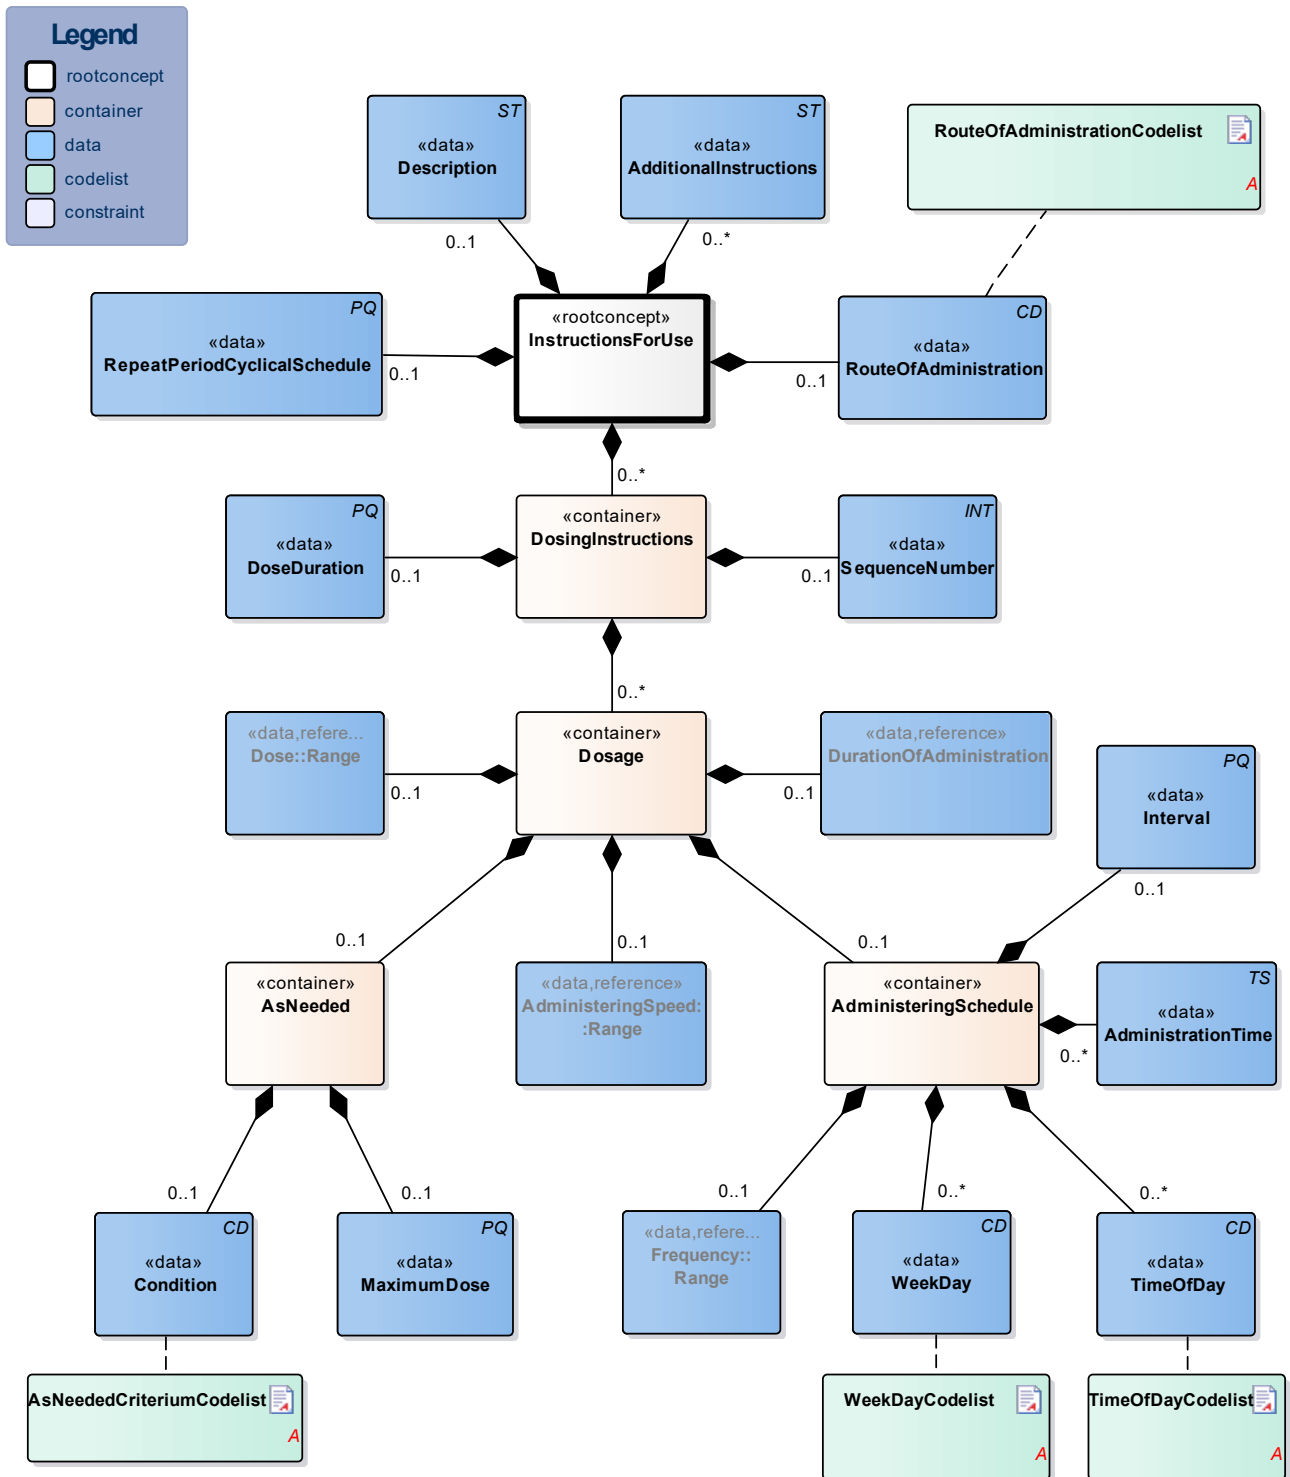 Legend
rootconcept
container
data
codelist
constraint
ST
«data»
Description
ST
«data»
AdditionalInstructions
RouteOfAdministrationCodelist
A
0..1
0..*
PQ
«data»
RepeatPeriodCyclicalSchedule
0..1
«rootconcept»
InstructionsForUse
0..1
CD
«data»
RouteOfAdministration
0..*
PQ
«data»
DoseDuration
0..1
«container»
DosingInstructions
0..1
INT
«data»
SequenceNumber
0..*
«data,refere...
Dose::Range
0..1
«container»
Dosage
0..1
«data,reference»
DurationOfAdministration
PQ
«data»
Interval
0..1
0..1
0..1
0..1
«container»
AsNeeded
«data,reference»
AdministeringSpeed:
:Range
«container»
AdministeringSchedule
0..*
TS
«data»
AdministrationTime
0..1
0..1
0..1
0..*
0..*
CD
«data»
Condition
PQ
«data»
MaximumDose
«data,refere...
Frequency::
Range
CD
«data»
WeekDay
CD
«data»
TimeOfDay
AsNeededCriteriumCodelist
A
WeekDayCodelist
A
TimeOfDayCodelist
A